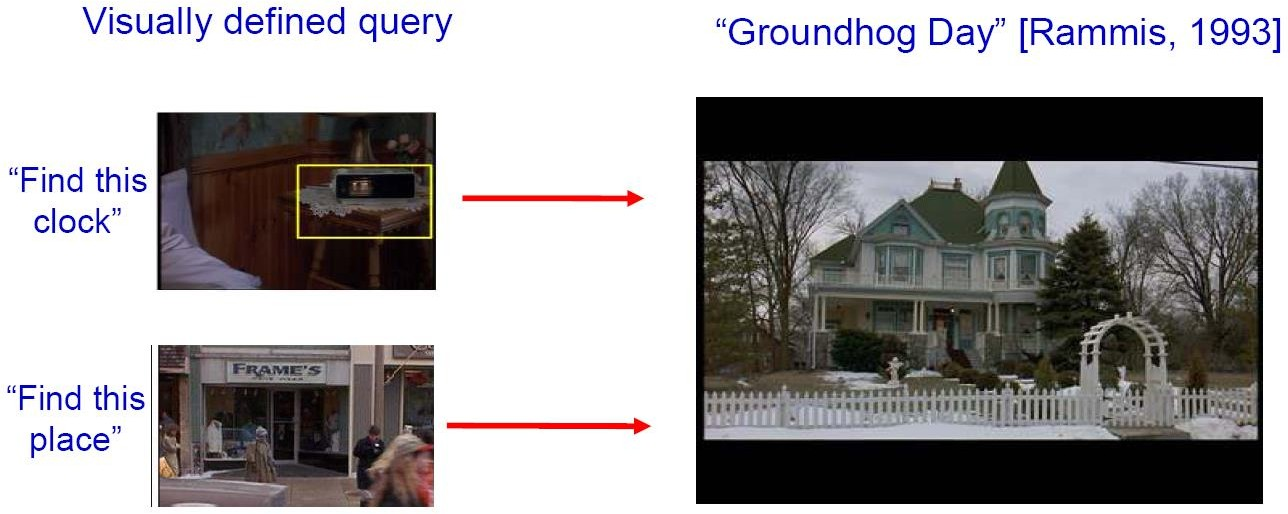 Visually defined query
“Groundhog Day” [Rammis, 1993]
“Find this
clock”
FRAME'S
“Find this
place”